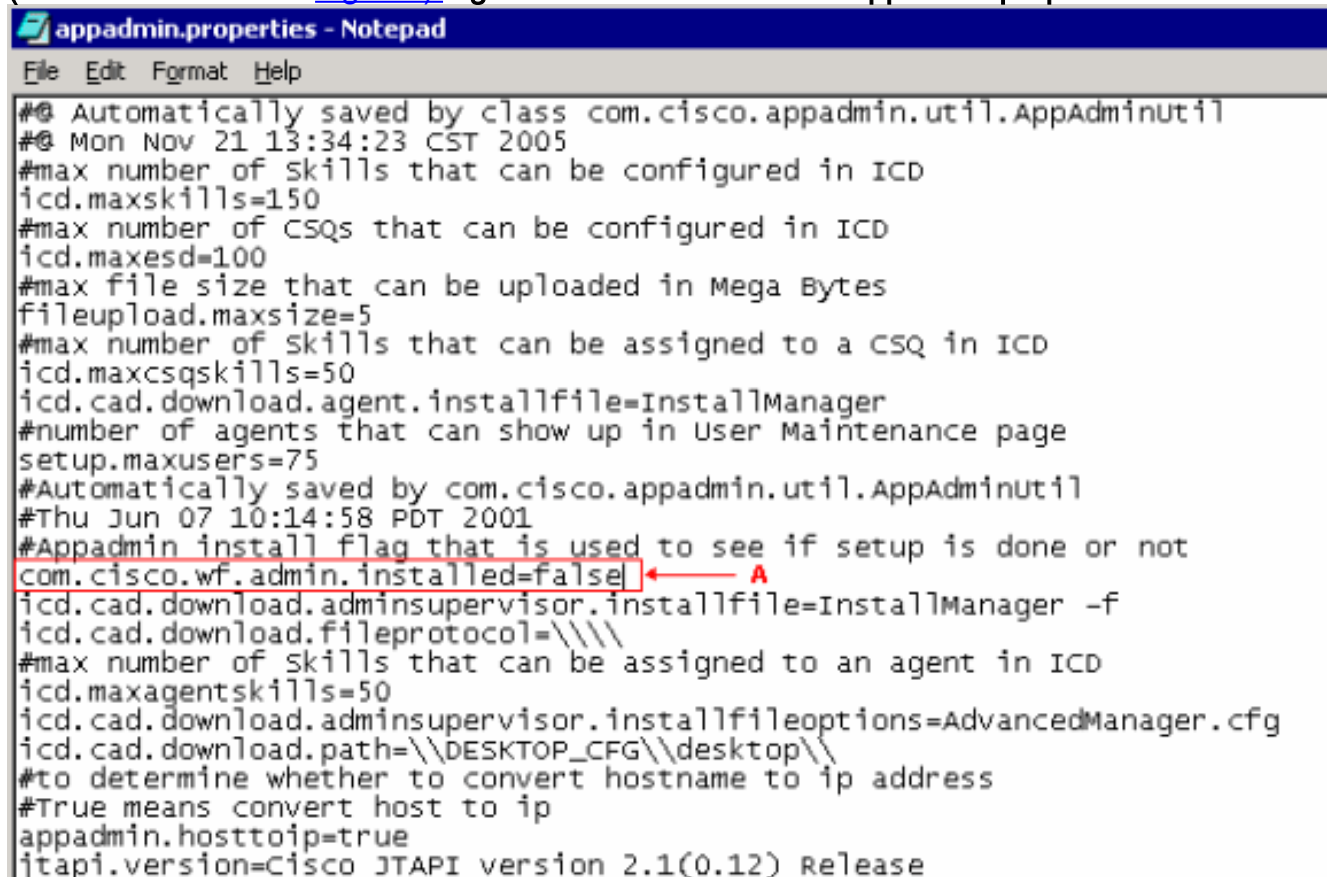 appadmin.properties - Notepad
File Edit Format Help
#@ Automatically saved by class com.cisco.appadmin.util.AppAdminUtil
#@ Mon Nov 21 13:34:23 CST 2005
#max number of Skills that can be configured in ICD
icd.maxskills=150
#max number of CSQs that can be configured in ICD
icd.maxesd=100
#max file size that can be uploaded in Mega Bytes
fileupload.maxsize=5
#max number of Skills that can be assigned to a CSQ in ICD
icd.maxcsqskills=50
icd.cad.download.agent.installfile=InstallManager
#number of agents that can show up in User Maintenance page
setup.maxusers=75
#Automatically saved by com.cisco.appadmin.util.AppAdminUtil
#Thu Jun 07 10:14:58 PDT 2001
#Appadmin install flag that is used to see if setup is done or not
com.cisco.wf.admin.installed=false A
icd.cad.download.adminsupervisor.installfile=InstallManager -f
icd.cad.download.fileprotocol=\\\\
#max number of Skills that can be assigned to an agent in ICD
icd.maxagentskills=50
icd.cad.download.adminsupervisor.installfileoptions=AdvancedManager.cfg
icd.cad.download.path=\\DESKTOP_CFG\\desktop\\
#to determine whether to convert hostname to ip address
#True means convert host to ip
appadmin.hosttoip=true
jtapi.version=Cisco JTAPI version 2.1(0.12) Release